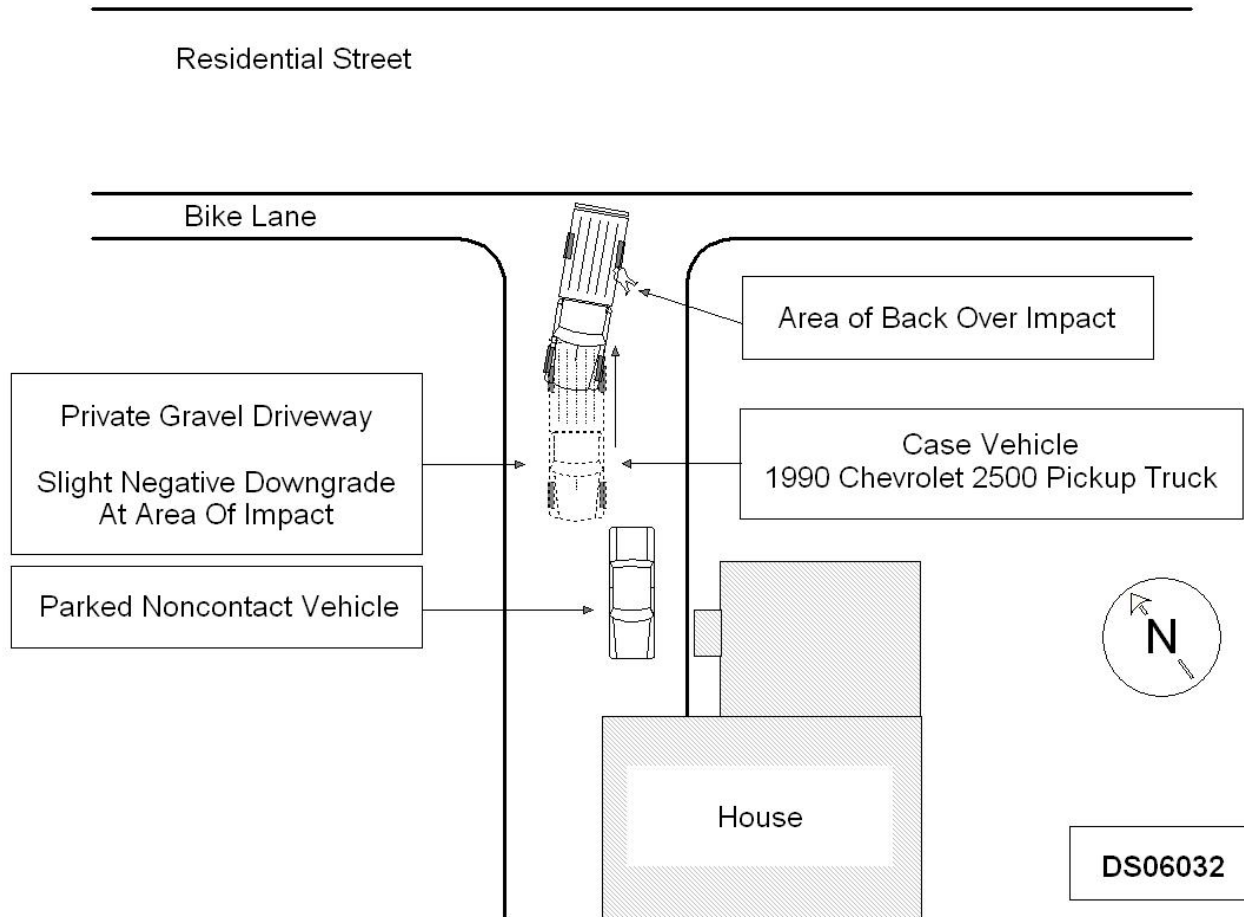 Residential Street
Bike Lane
Area of Back Over Impact
Private Gravel Driveway
Slight Negative Downgrade
At Area Of Impact
Case Vehicle
1990 Chevrolet 2500 Pickup Truck
Parked Noncontact Vehicle
N
House
DS06032